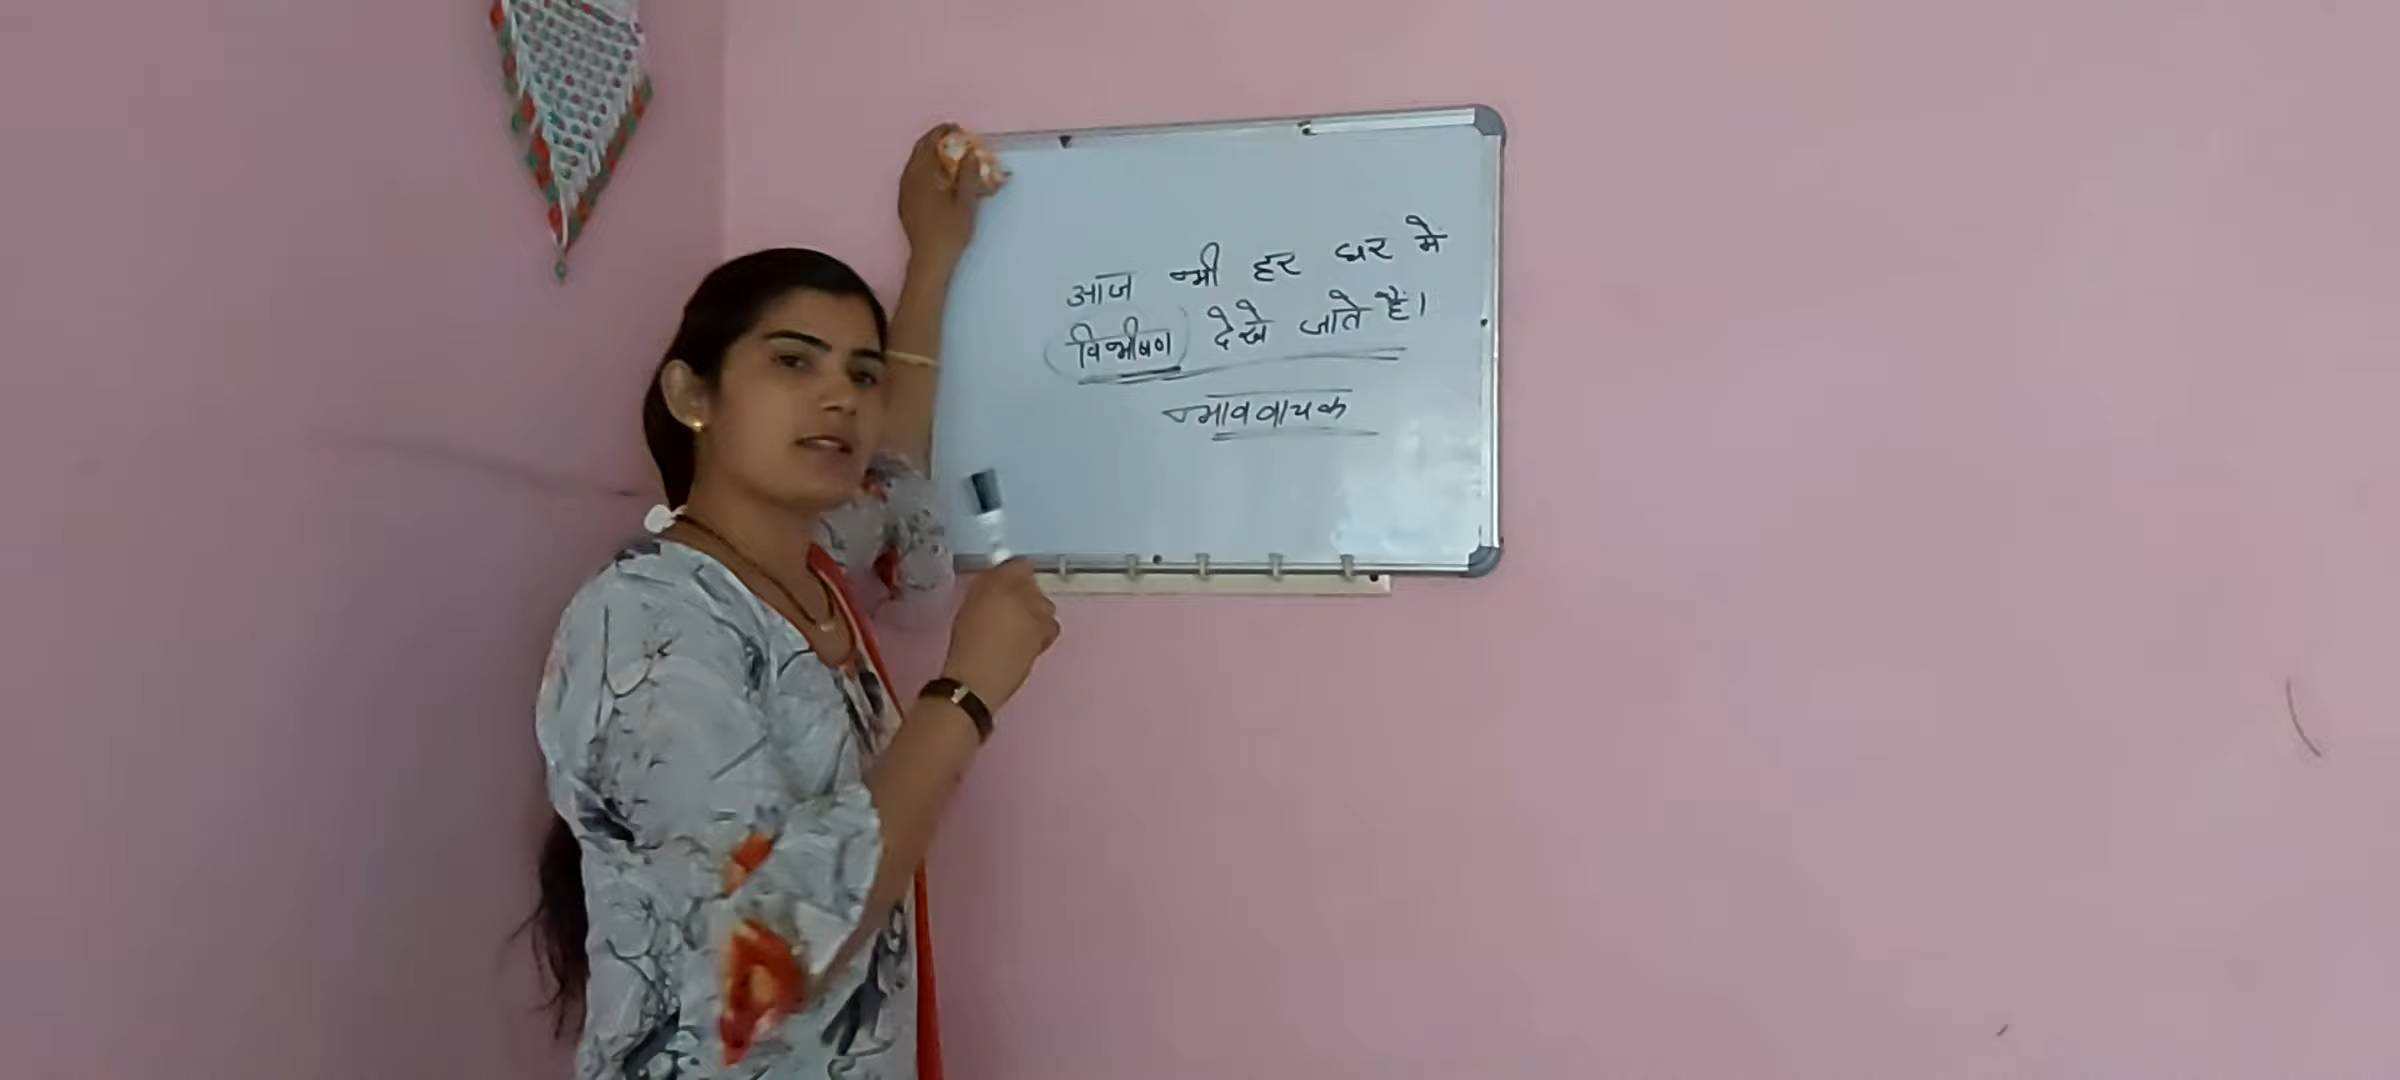 आज भी हर घर में
विभीषण देखे जाते हैं।
भाववाचक